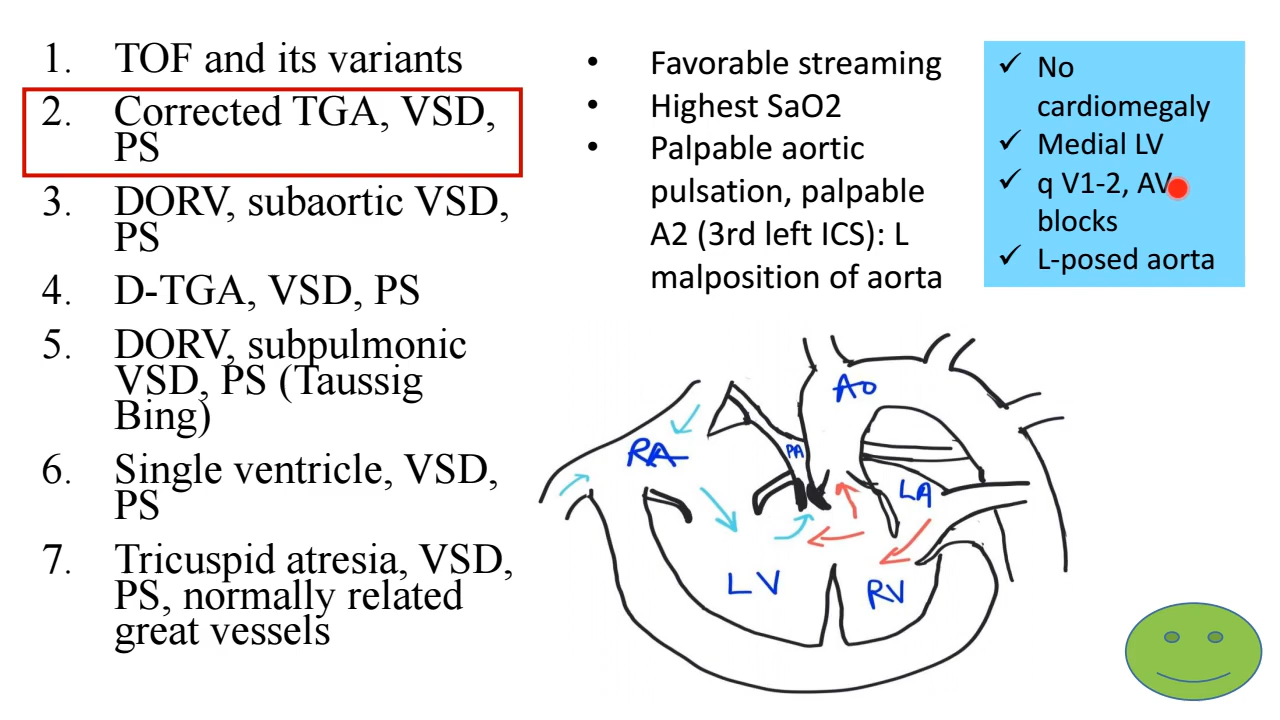 1. TOF and its variants
2. Corrected TGA, VSD,
PS
3. DORV, subaortic VSD,
PS
4. D-TGA, VSD, PS
5. DORV, subpulmonic
VSD, PS (Taussig
Bing)
6. Single ventricle, VSD,
PS
7. Tricuspid atresia, VSD,
PS, normally related
great vessels
• Favorable streaming
• Highest SaO2
• Palpable aortic
pulsation, palpable
A2 (3rd left ICS): L
malposition of aorta
✓ No
cardiomegaly
✓ Medial LV
✓ q V1-2, AV
blocks
✓ L-posed aorta
Ao
RA
PA
LA
LV
RV